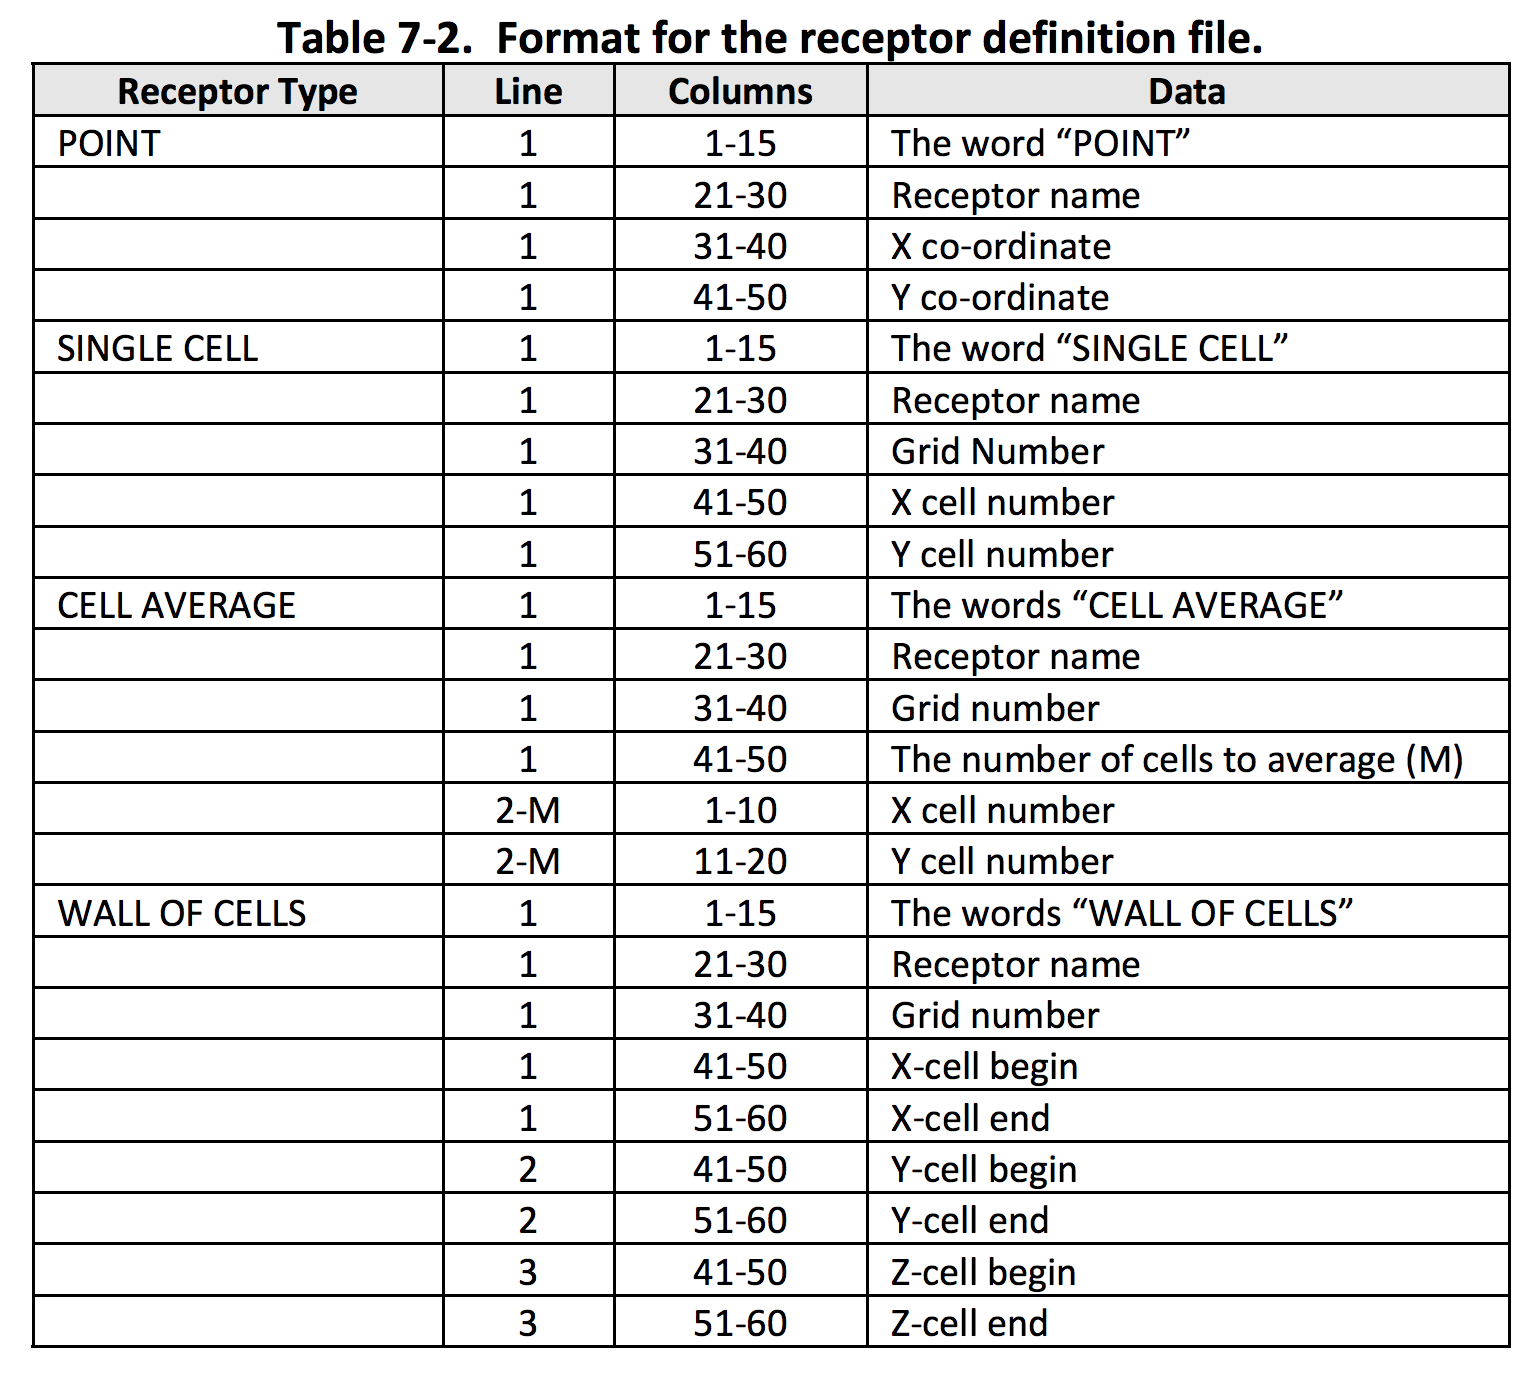 Table 7-2. Format for the receptor definition file.
Receptor Type Line Columns Data
POINT 1 1-15 The word “POINT”
1 21-30 Receptor name
1 31-40 X co-ordinate
1 41-50 Y co-ordinate
SINGLE CELL 1 1-15 The word “SINGLE CELL”
1 21-30 Receptor name
1 31-40 Grid Number
1 41-50 X cell number
1 51-60 Y cell number
CELL AVERAGE 1 1-15 The words “CELL AVERAGE”
1 21-30 Receptor name
1 31-40 Grid number
1 41-50 The number of cells to average (M)
2-M 1-10 X cell number
2-M 11-20 Y cell number
WALL OF CELLS 1 1-15 The words “WALL OF CELLS”
1 21-30 Receptor name
1 31-40 Grid number
1 41-50 X-cell begin
1 51-60 X-cell end
2 41-50 Y-cell begin
2 51-60 Y-cell end
3 41-50 Z-cell begin
3 51-60 Z-cell end